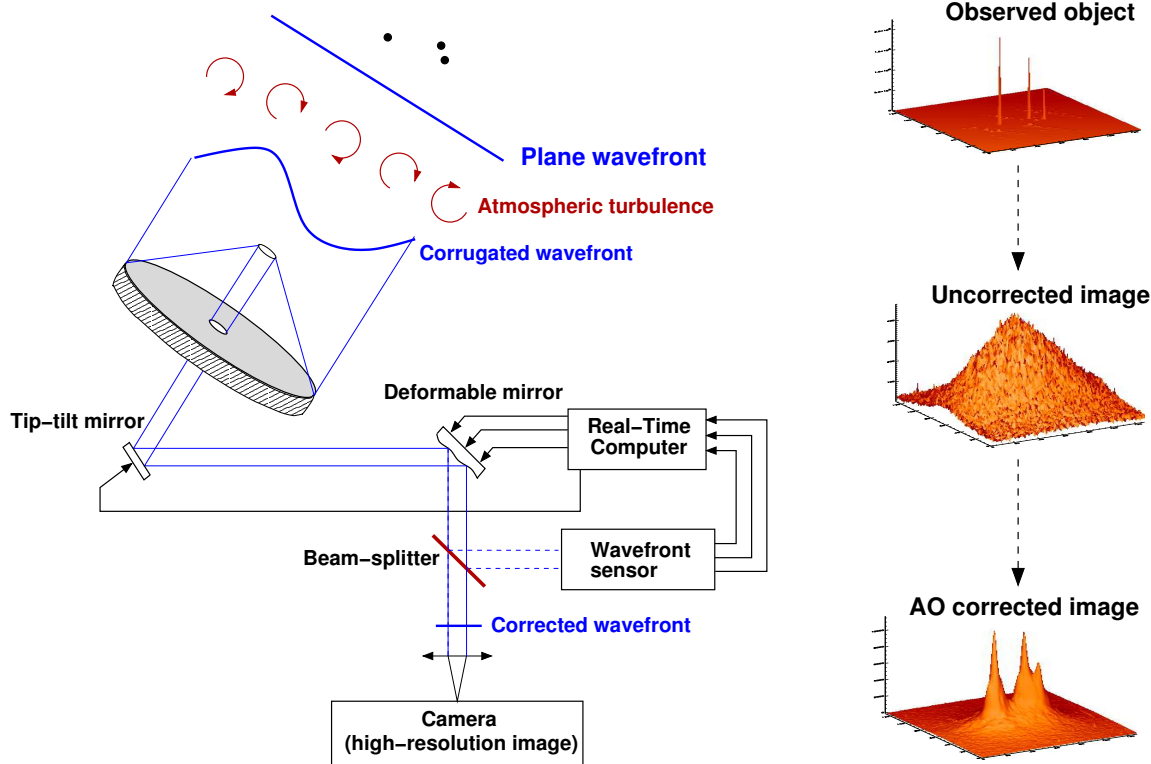 Observed object
Plane wavefront
Atmospheric turbulence
Corrugated wavefront
Uncorrected image
Deformable mirror
Tip−tilt mirror
Real−Time
Computer
Beam−splitter
Wavefront
sensor
AO corrected image
Corrected wavefront
Camera
(high−resolution image)